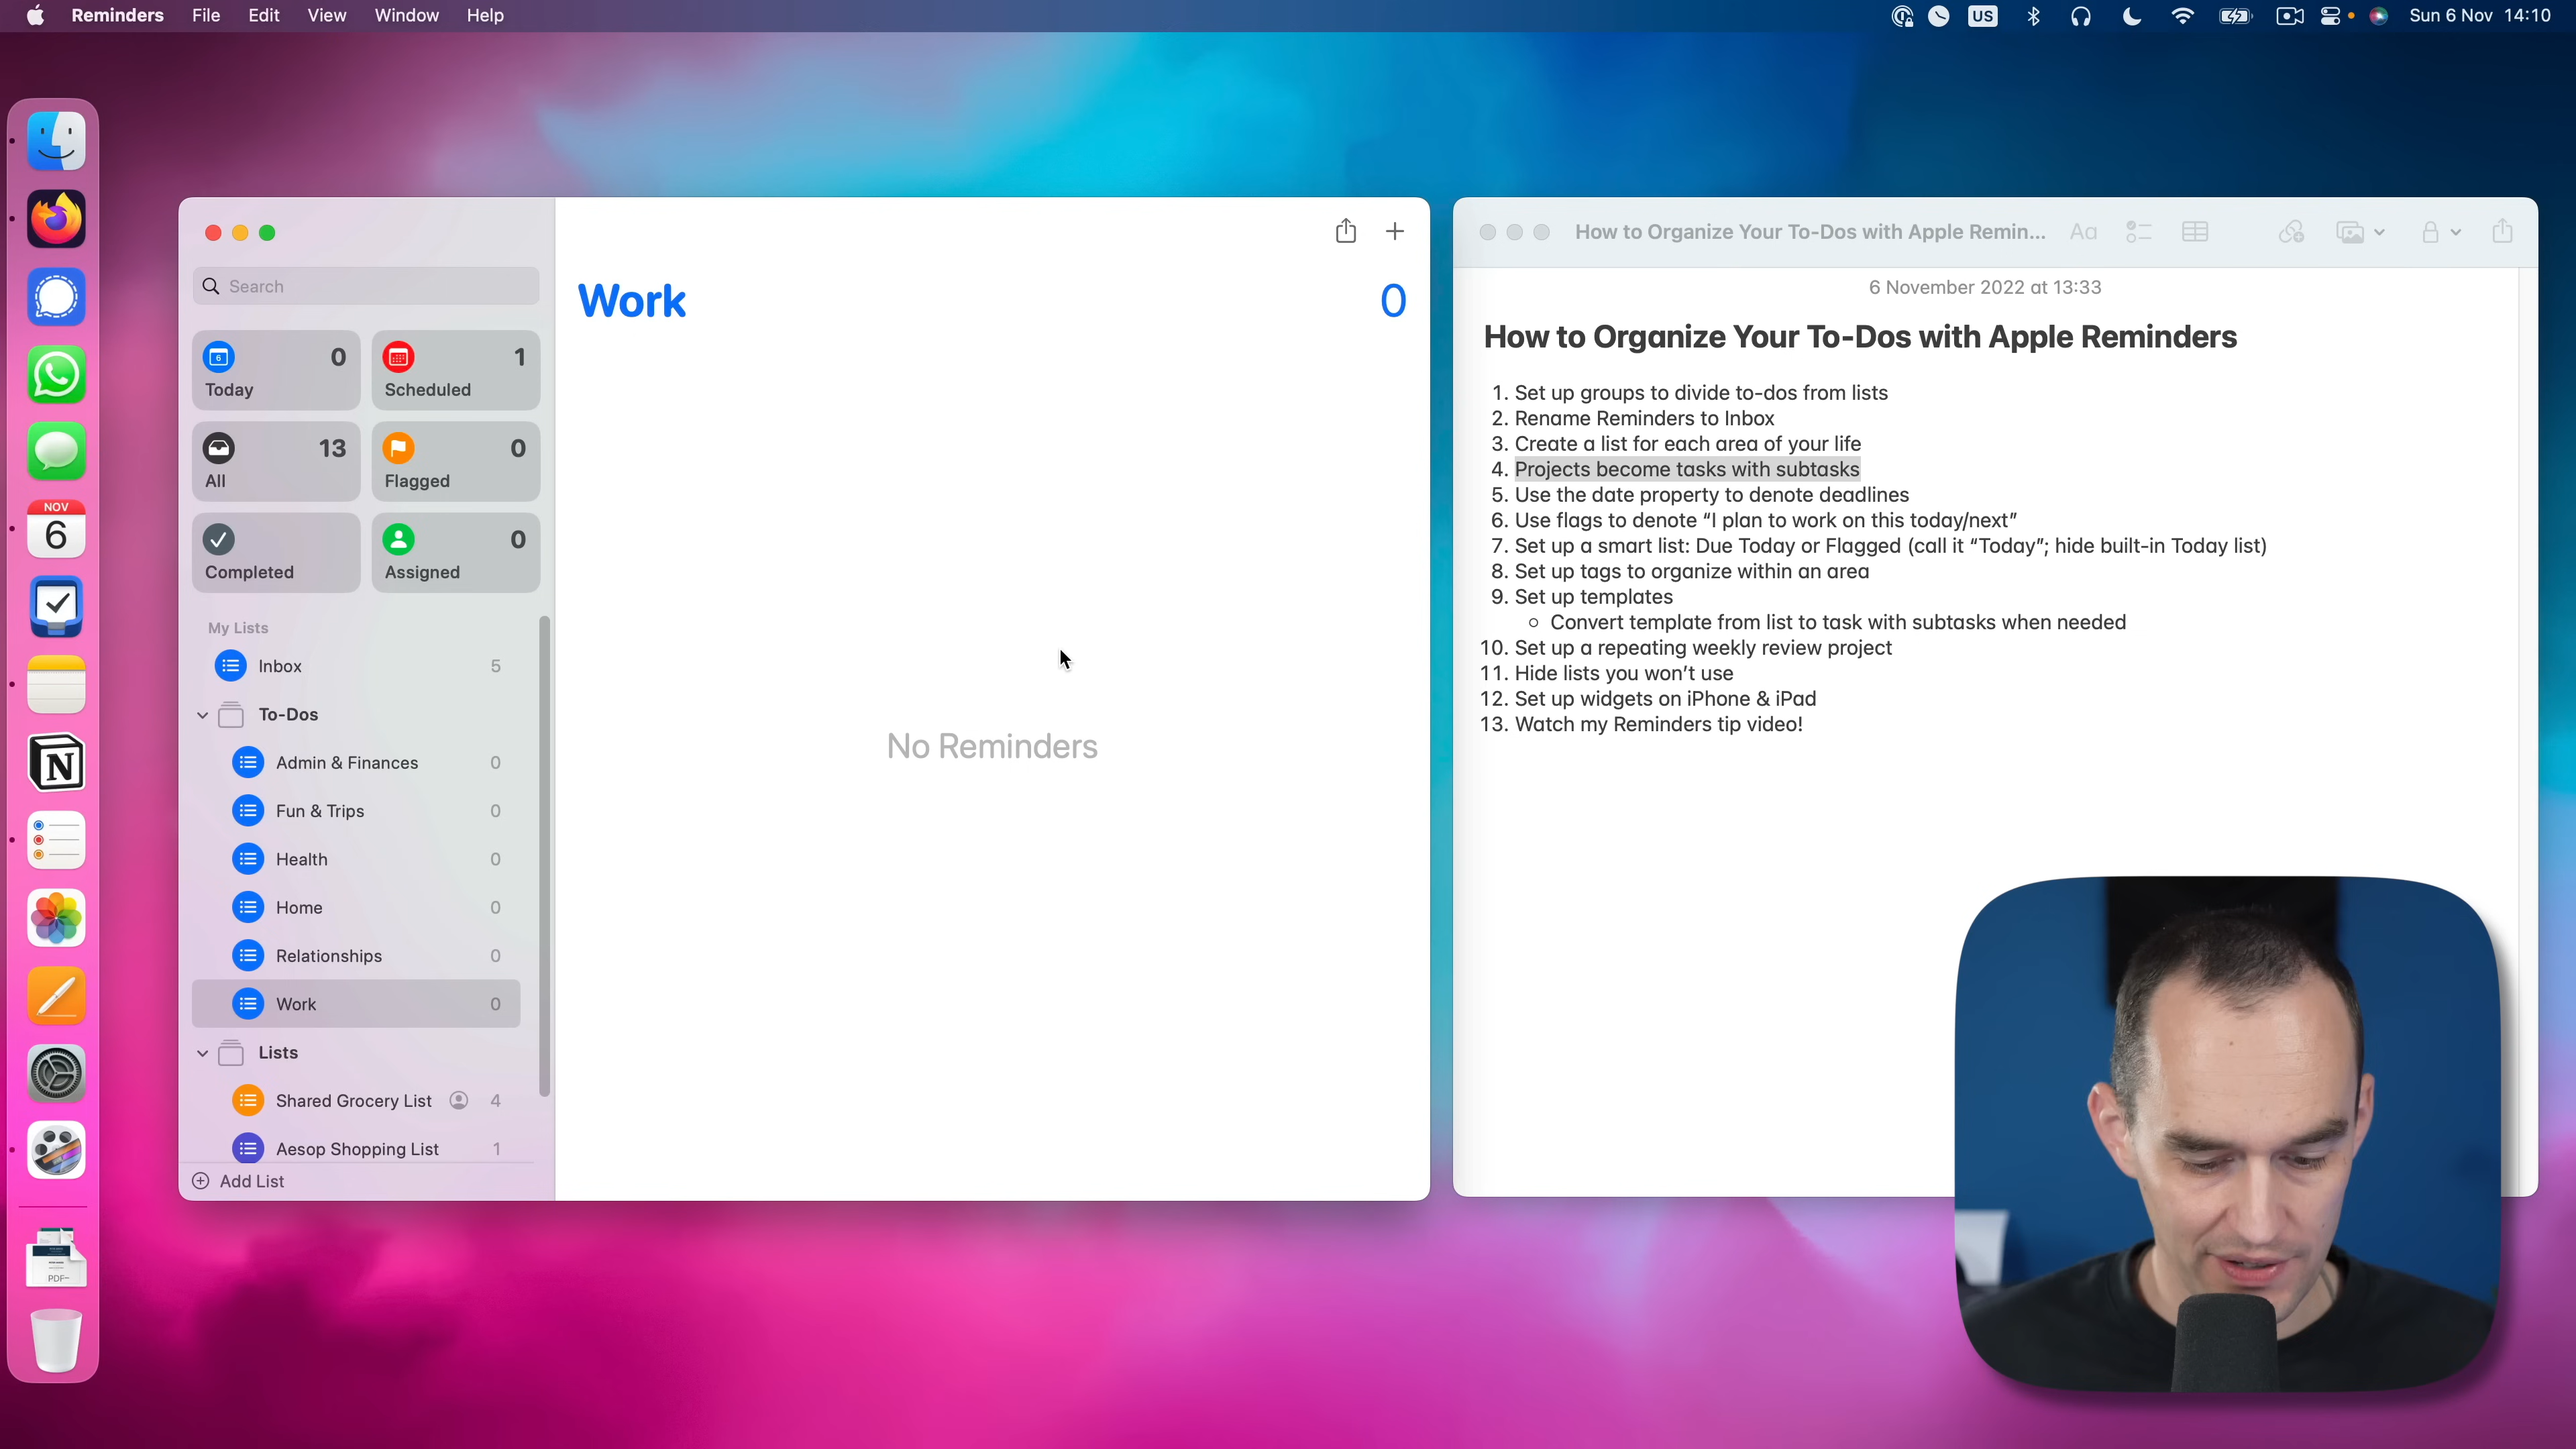 Reminders File Edit View Window Help
US
Sun 6 Nov 14:10
NOV
6
N
PDF
Search
6
0
Today
1
Scheduled
13
All
0
Flagged
Completed
0
Assigned
My Lists
Inbox 5
To-Dos
Admin & Finances 0
Fun & Trips 0
Health 0
Home 0
Relationships 0
Work 0
Lists
Shared Grocery List 4
Aesop Shopping List 1
Add List
Work 0
No Reminders
How to Organize Your To-Dos with Apple Remin... Aa
6 November 2022 at 13:33
How to Organize Your To-Dos with Apple Reminders
1. Set up groups to divide to-dos from lists
2. Rename Reminders to Inbox
3. Create a list for each area of your life
4. Projects become tasks with subtasks
5. Use the date property to denote deadlines
6. Use flags to denote “I plan to work on this today/next”
7. Set up a smart list: Due Today or Flagged (call it “Today”; hide built-in Today list)
8. Set up tags to organize within an area
9. Set up templates
Convert template from list to task with subtasks when needed
10. Set up a repeating weekly review project
11. Hide lists you won’t use
12. Set up widgets on iPhone & iPad
13. Watch my Reminders tip video!